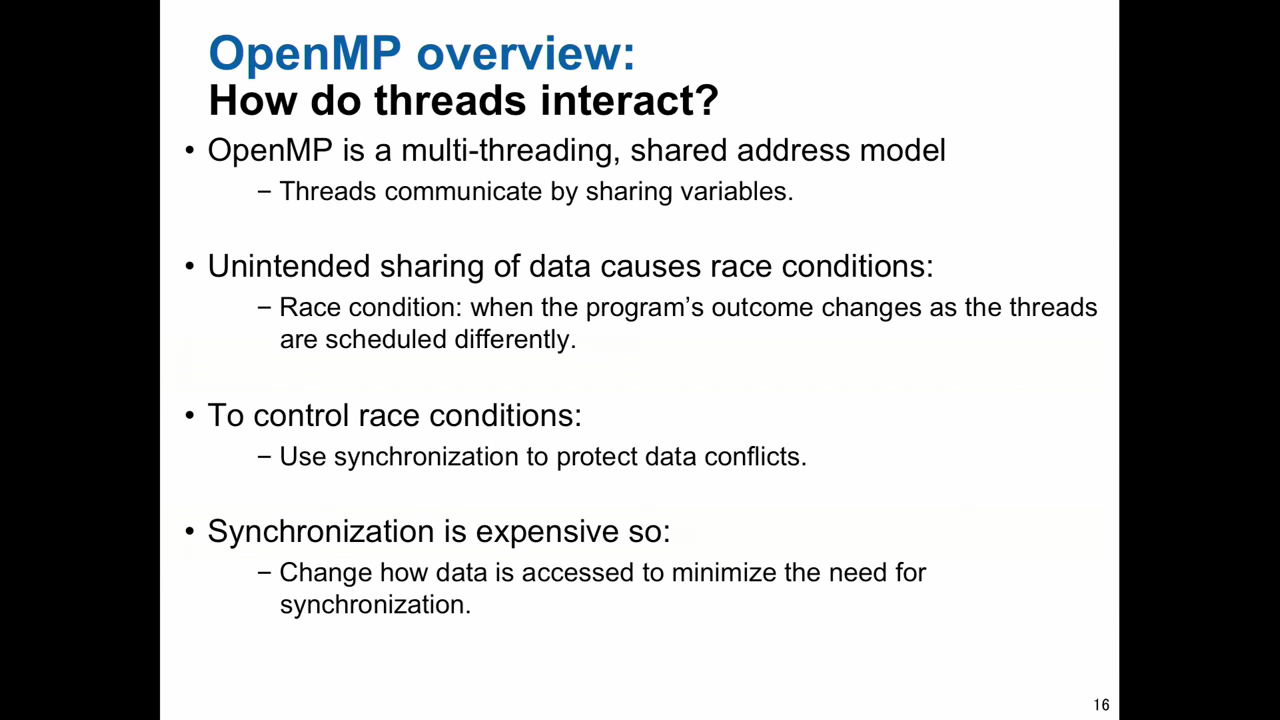 OpenMP overview:
How do threads interact?
• OpenMP is a multi-threading, shared address model
– Threads communicate by sharing variables.
• Unintended sharing of data causes race conditions:
– Race condition: when the program’s outcome changes as the threads
are scheduled differently.
• To control race conditions:
– Use synchronization to protect data conflicts.
• Synchronization is expensive so:
– Change how data is accessed to minimize the need for
synchronization.
16